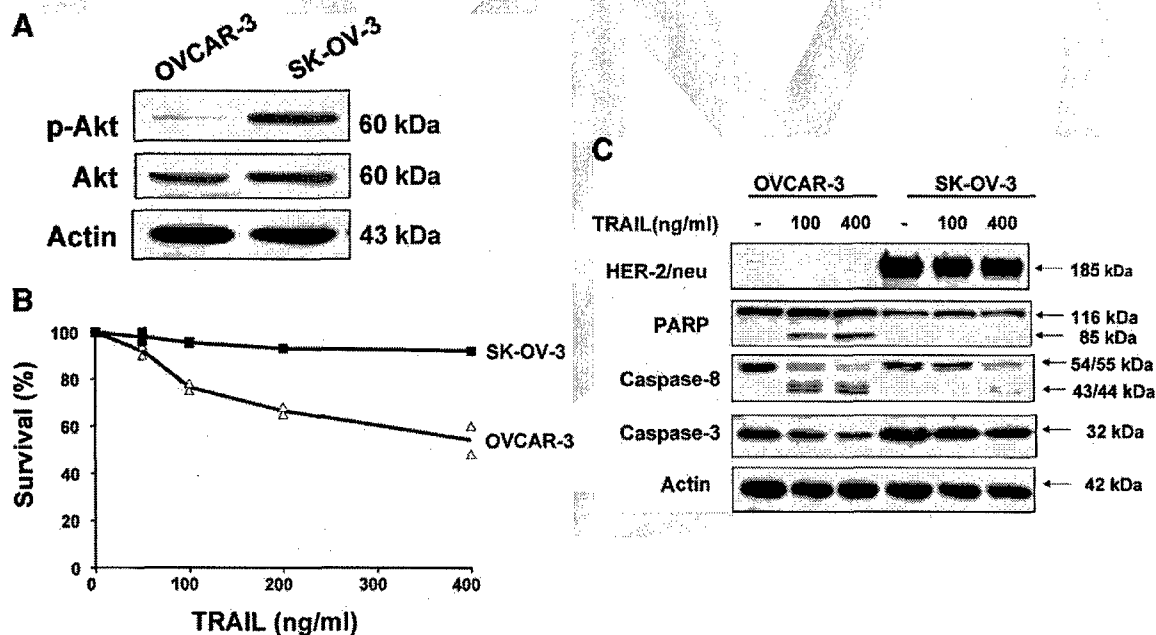 A
OVCAR-3 SK-OV-3
p-Akt 60 kDa
Akt 60 kDa
Actin 43 kDa
B
Survival (%)
100
80
60
40
20
0
0 100 200 300 400
TRAIL (ng/ml)
SK-OV-3
OVCAR-3
C
OVCAR-3 SK-OV-3
TRAIL(ng/ml) - 100 400 - 100 400
HER-2/neu 185 kDa
PARP 116 kDa
85 kDa
Caspase-8 54/55 kDa
43/44 kDa
Caspase-3 32 kDa
Actin 42 kDa